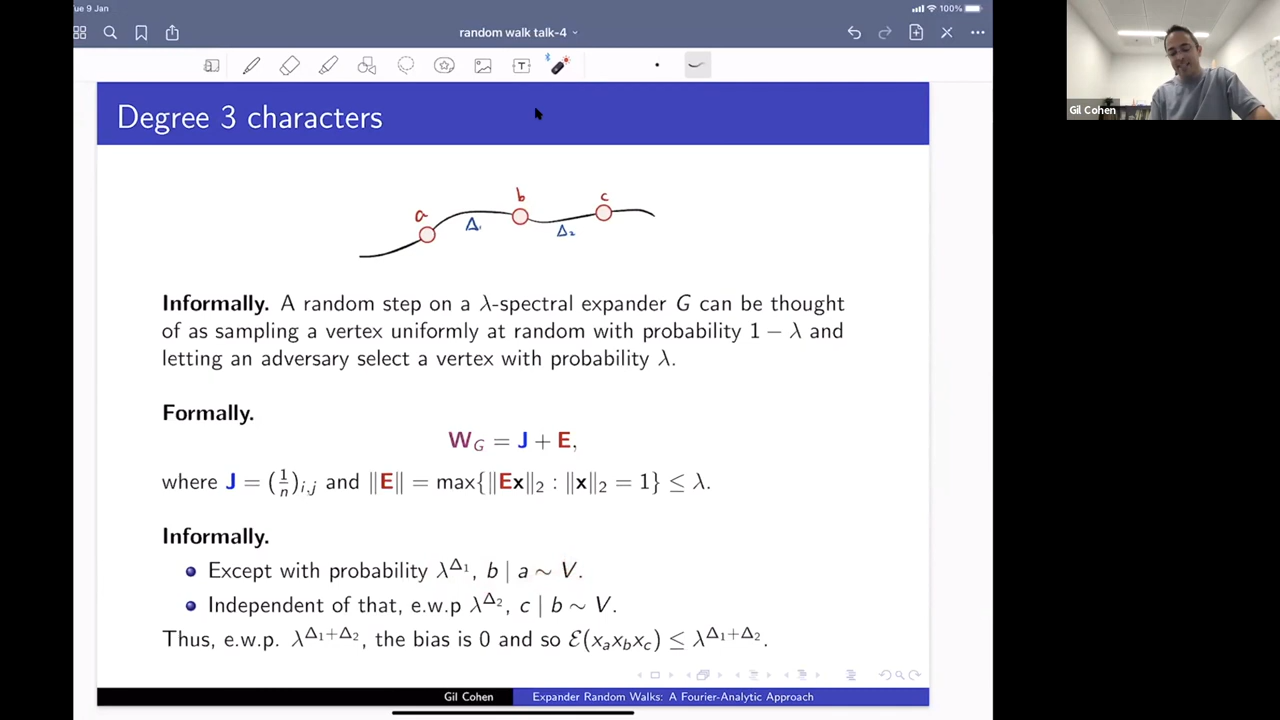 ue 9 Jan
100%
random walk talk-4
Gil Cohen
Degree 3 characters
a b c
Δ₁ Δ₂
Informally. A random step on a λ-spectral expander G can be thought
of as sampling a vertex uniformly at random with probability 1 − λ and
letting an adversary select a vertex with probability λ.
Formally.
W_G = J + E,
where J = (1/n)_{i,j} and ‖E‖ = max{‖Ex‖₂ : ‖x‖₂ = 1} ≤ λ.
Informally.
Except with probability λ^{Δ₁}, b | a ∼ V.
Independent of that, e.w.p λ^{Δ₂}, c | b ∼ V.
Thus, e.w.p. λ^{Δ₁+Δ₂}, the bias is 0 and so ℰ(x_a x_b x_c) ≤ λ^{Δ₁+Δ₂}.
Gil Cohen Expander Random Walks: A Fourier-Analytic Approach